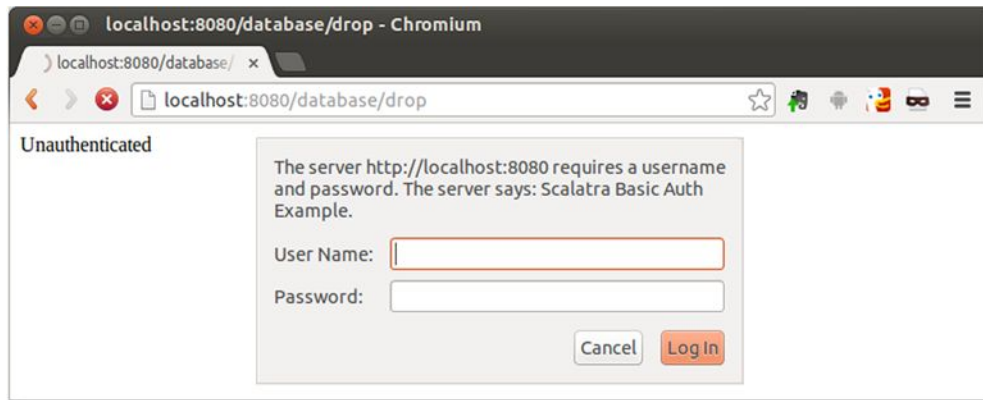 localhost:8080/database/drop - Chromium
localhost:8080/database/
localhost:8080/database/drop
Unauthenticated
The server http://localhost:8080 requires a username
and password. The server says: Scalatra Basic Auth
Example.
User Name:
Password:
Cancel
Log In